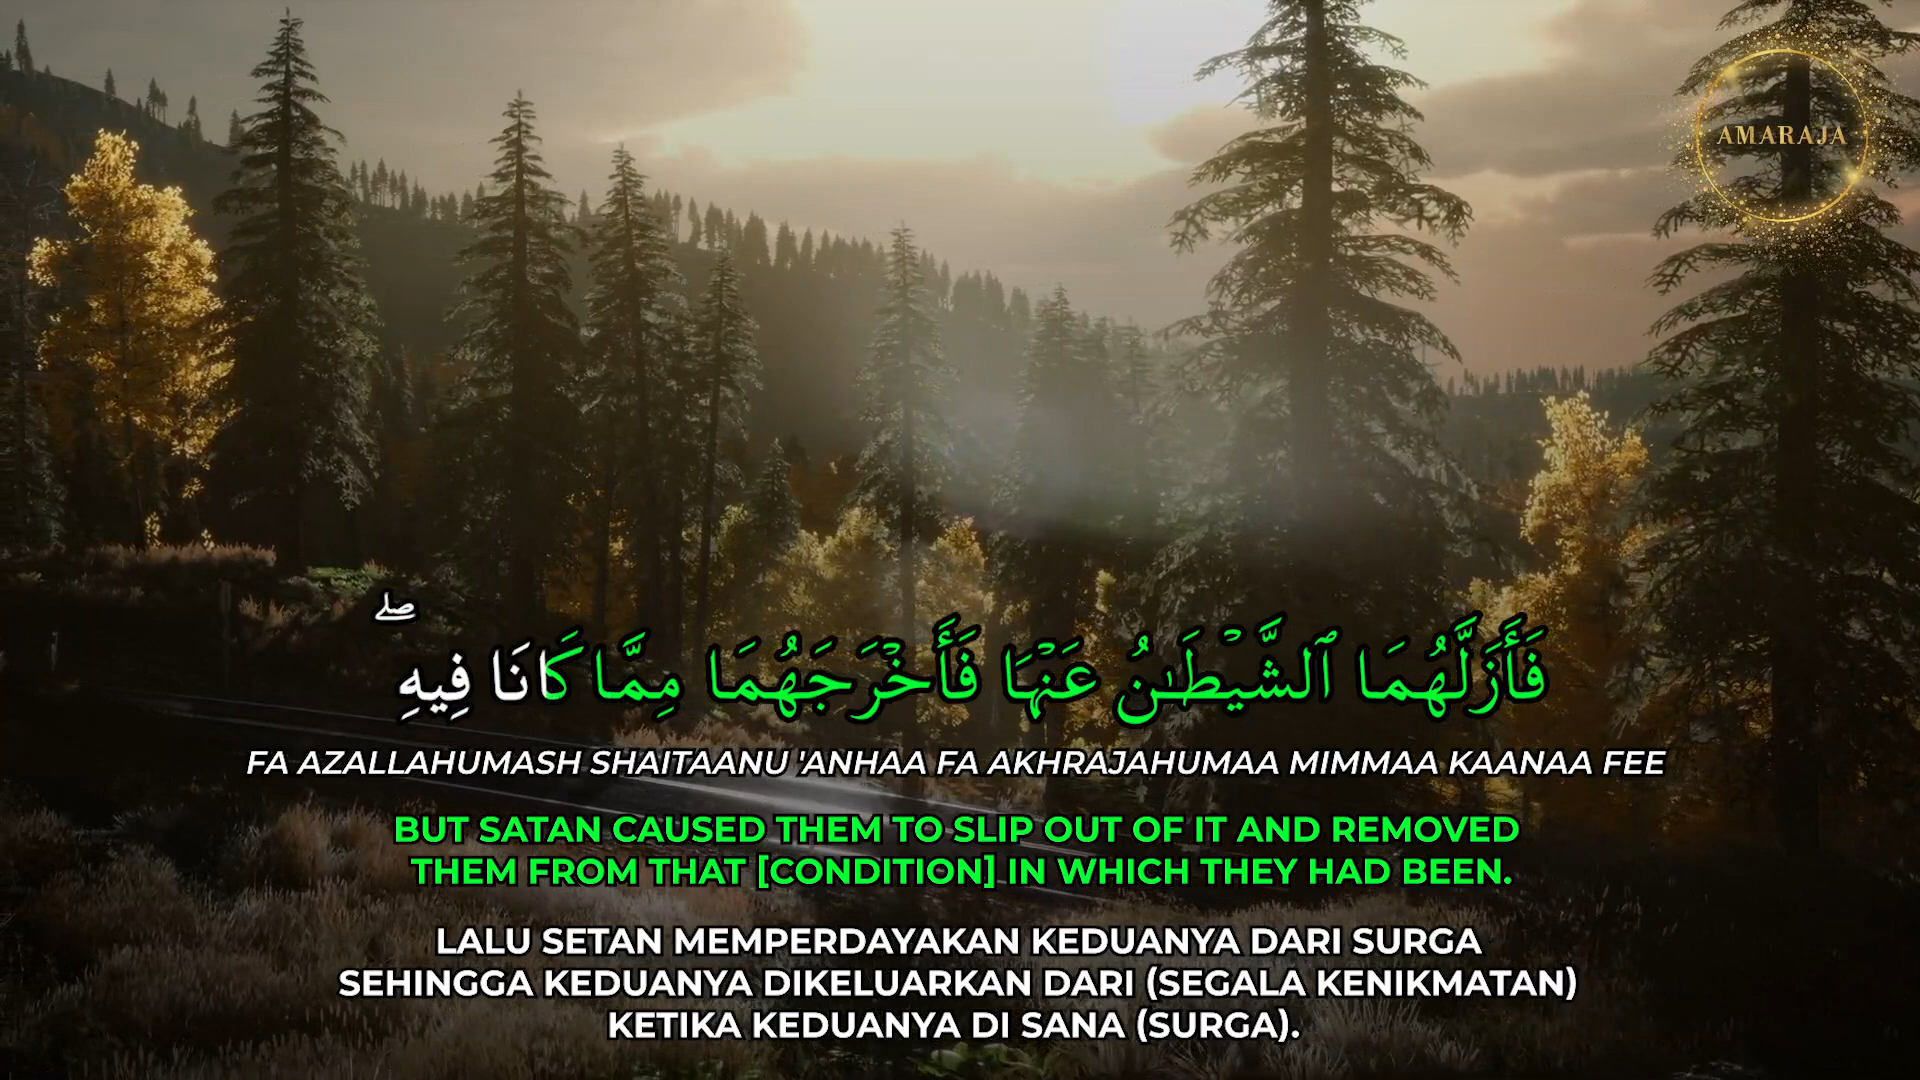 AMARAJA
فَأَزَلَّهُمَا ٱلشَّيْطَـٰنُ عَنْهَا فَأَخْرَجَهُمَا مِمَّا كَانَا فِيهِ ۖ
FA AZALLAHUMASH SHAITAANU 'ANHAA FA AKHRAJAHUMAA MIMMAA KAANAA FEE
BUT SATAN CAUSED THEM TO SLIP OUT OF IT AND REMOVED
THEM FROM THAT [CONDITION] IN WHICH THEY HAD BEEN.
LALU SETAN MEMPERDAYAKAN KEDUANYA DARI SURGA
SEHINGGA KEDUANYA DIKELUARKAN DARI (SEGALA KENIKMATAN)
KETIKA KEDUANYA DI SANA (SURGA).